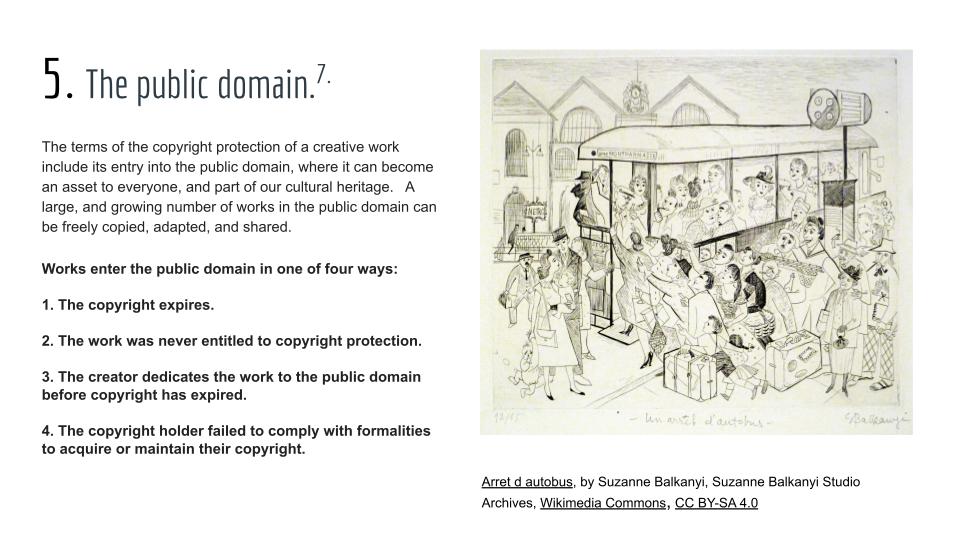 5. The public domain.7.
The terms of the copyright protection of a creative work
include its entry into the public domain, where it can become
an asset to everyone, and part of our cultural heritage.   A
large, and growing number of works in the public domain can
be freely copied, adapted, and shared.
Works enter the public domain in one of four ways:
1. The copyright expires.
2. The work was never entitled to copyright protection.
3. The creator dedicates the work to the public domain
before copyright has expired.
4. The copyright holder failed to comply with formalities
to acquire or maintain their copyright.
MONTPARNASSE
METRO
12/15
- Un arrêt d'autobus -
SBalkanyi
Arret d autobus, by Suzanne Balkanyi, Suzanne Balkanyi Studio
Archives, Wikimedia Commons, CC BY-SA 4.0